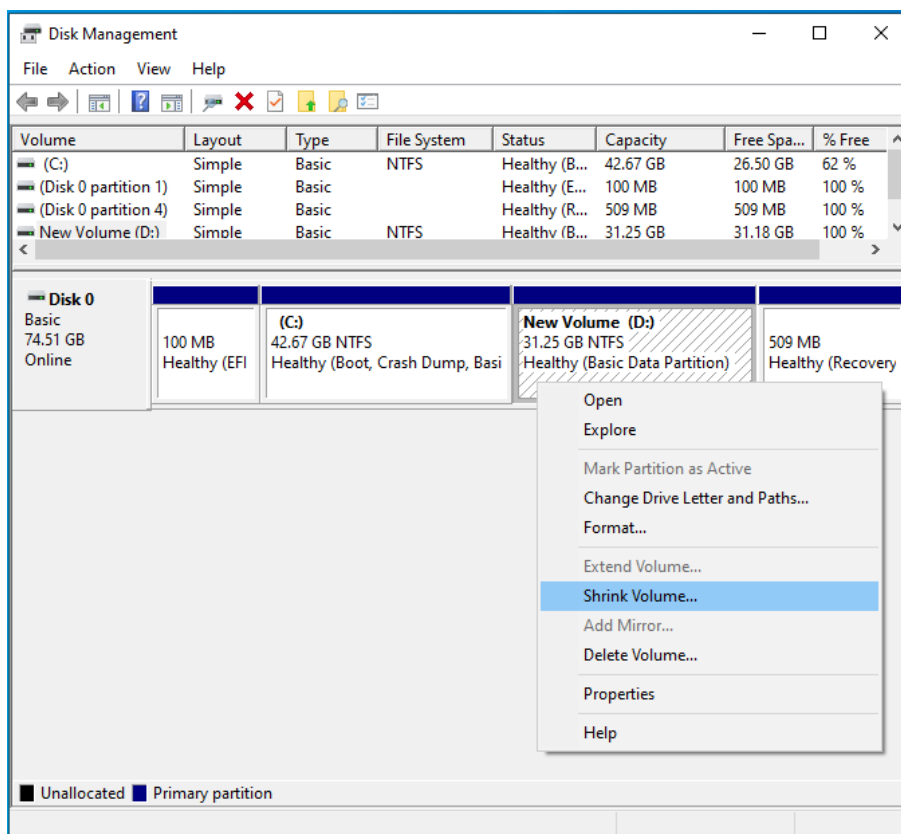 Disk Management
File Action View Help
Volume Layout Type File System Status Capacity Free Spa... % Free
(C:) Simple Basic NTFS Healthy (B... 42.67 GB 26.50 GB 62 %
(Disk 0 partition 1) Simple Basic Healthy (E... 100 MB 100 MB 100 %
(Disk 0 partition 4) Simple Basic Healthy (R... 509 MB 509 MB 100 %
New Volume (D:) Simple Basic NTFS Healthy (B... 31.25 GB 31.18 GB 100 %
Disk 0
Basic
74.51 GB
Online
100 MB
Healthy (EFI
(C:)
42.67 GB NTFS
Healthy (Boot, Crash Dump, Basi
New Volume (D:)
31.25 GB NTFS
Healthy (Basic Data Partition)
509 MB
Healthy (Recovery
Open
Explore
Mark Partition as Active
Change Drive Letter and Paths...
Format...
Extend Volume...
Shrink Volume...
Add Mirror...
Delete Volume...
Properties
Help
Unallocated Primary partition